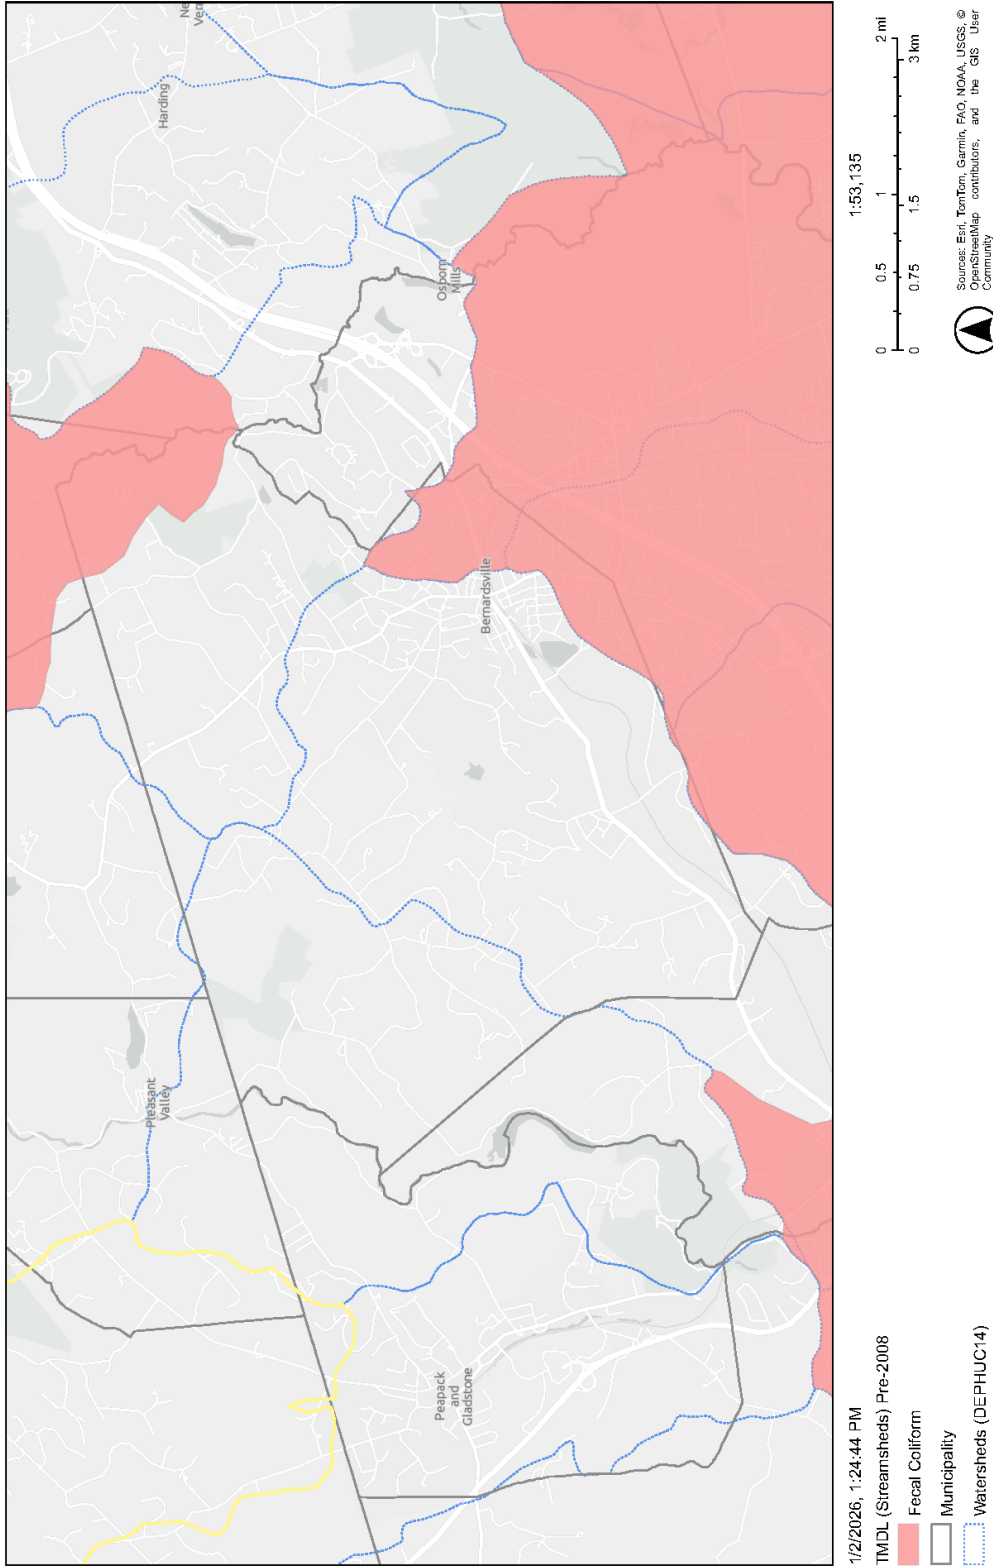 Pleasant
Valley
Harding
Peapack
and
Gladstone
Bernardsville
Osborn
Mills
1/2/2026, 1:24:44 PM
TMDL (Streamsheds) Pre-2008
Fecal Coliform
Municipality
Watersheds (DEPHUC14)
1:53,135
0 0.5 1 2 mi
0 0.75 1.5 3 km
Sources: Esri, TomTom, Garmin, FAO, NOAA, USGS, ©
OpenStreetMap contributors, and the GIS User
Community